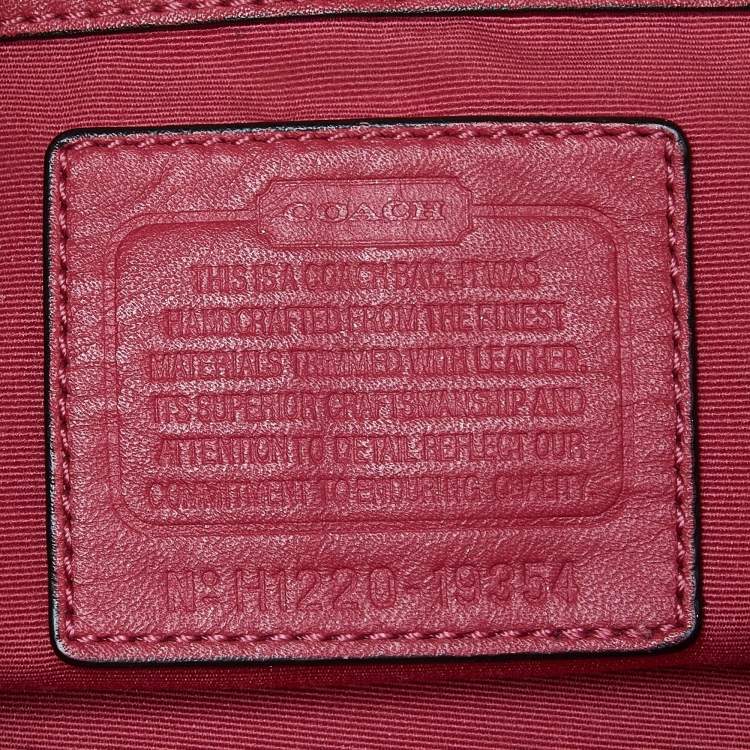 COACH
THIS IS A COACH BAG. IT WAS
HANDCRAFTED FROM THE FINEST
MATERIALS TRIMMED WITH LEATHER.
ITS SUPERIOR CRAFTSMANSHIP AND
ATTENTION TO DETAIL REFLECT OUR
COMMITMENT TO ENDURING QUALITY.
No H1220-19354